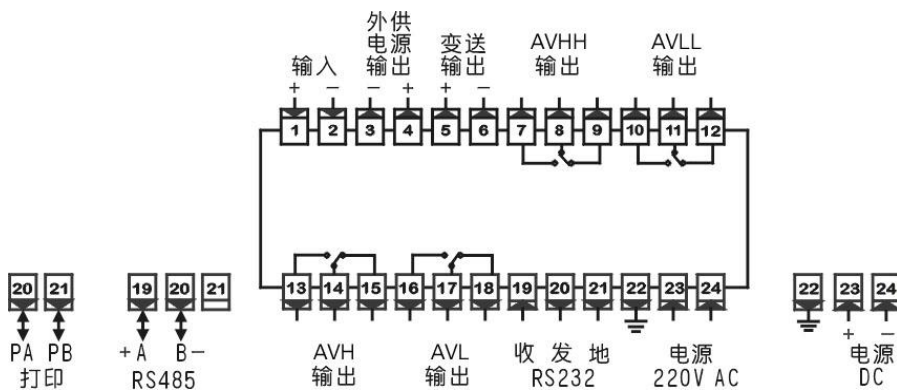 外供
电源
输出
变送
输出
AVHH
输出
AVLL
输出
输入
+ − − + + −
1 2 3 4 5 6 7 8 9 10 11 12
20 21
19 20 21
13 14 15 16 17 18 19 20 21 22 23 24
22 23 24
PA PB
打印
+A B−
RS485
AVH
输出
AVL
输出
收 发 地
RS232
电源
220V AC
+ −
电源
DC